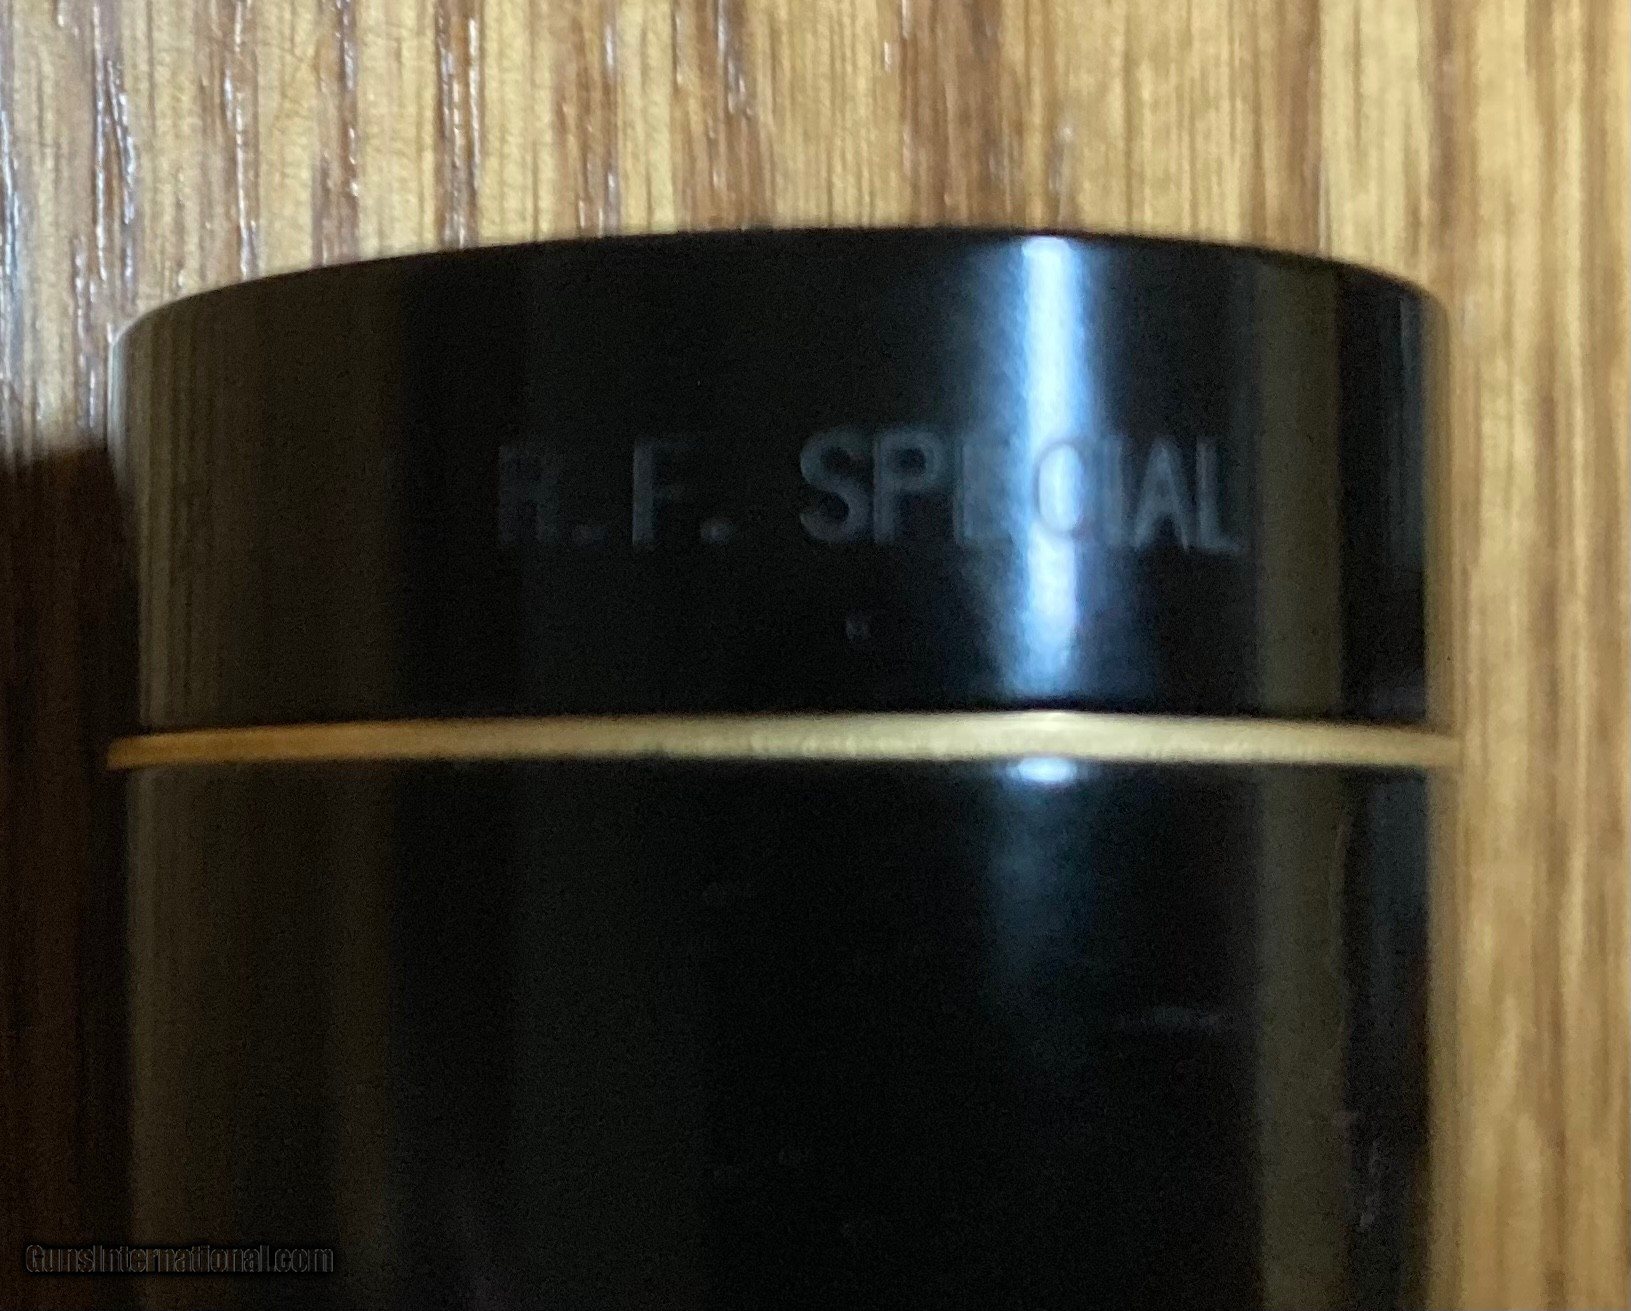 R.F. SPECIAL
GunsInternational.com